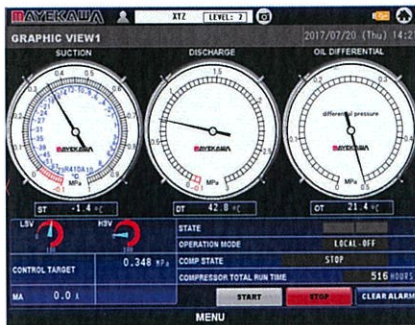 MAYEKAWA XYZ LEVEL: 2
GRAPHIC VIEW1 2017/07/20 (Thu) 14:2
SUCTION DISCHARGE OIL DIFFERENTIAL
differential pressure
MAYEKAWA MAYEKAWA MAYEKAWA
R410A
°C
MPa MPa MPa
ST -1.4 °C DT 42.8 °C OT 21.4 °C
LSV HSV
STATE
OPERATION MODE LOCAL-OFF
CONTROL TARGET 0.348 MPa
COMP STATE STOP
COMPRESSOR TOTAL RUN TIME 516 HOURS
MA 0.0 A
START STOP CLEAR ALARM
MENU